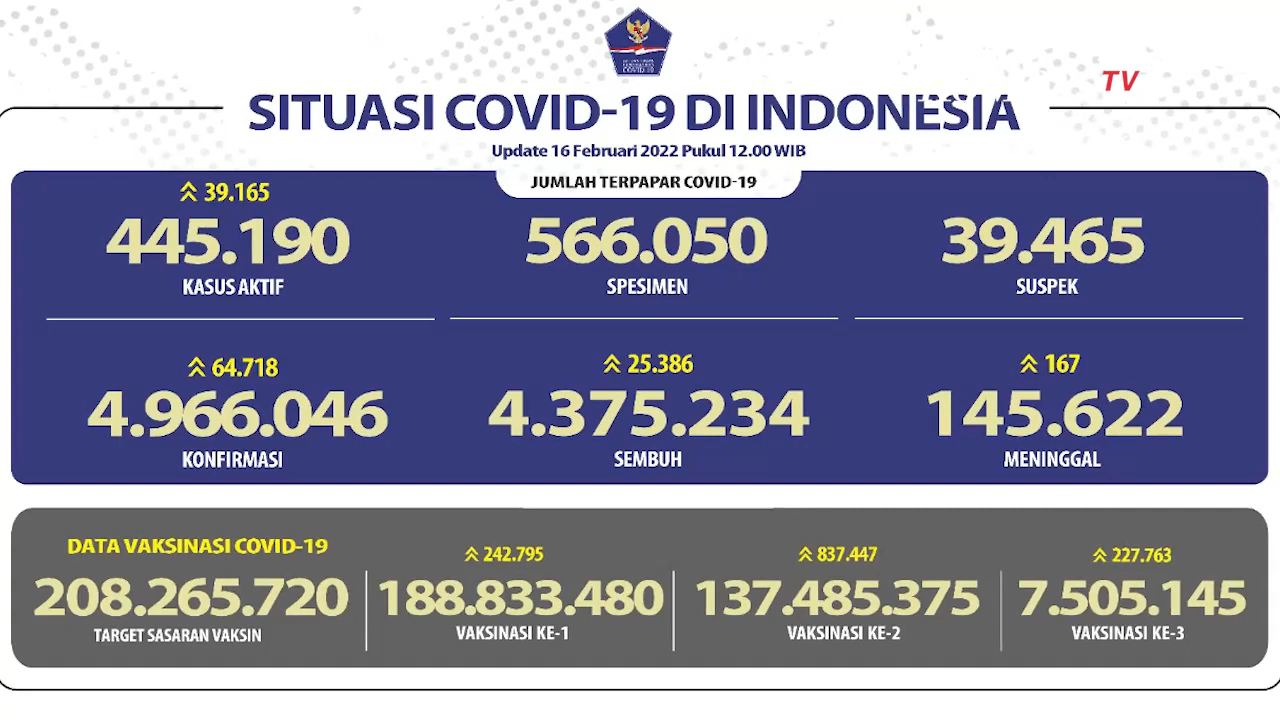 COVID-19
TV
SITUASI COVID-19 DI INDONESIA
Update 16 Februari 2022 Pukul 12.00 WIB
JUMLAH TERPAPAR COVID-19
39.165
445.190
KASUS AKTIF
566.050
SPESIMEN
39.465
SUSPEK
64.718
4.966.046
KONFIRMASI
25.386
4.375.234
SEMBUH
167
145.622
MENINGGAL
DATA VAKSINASI COVID-19
208.265.720
TARGET SASARAN VAKSIN
242.795
188.833.480
VAKSINASI KE-1
837.447
137.485.375
VAKSINASI KE-2
227.763
7.505.145
VAKSINASI KE-3